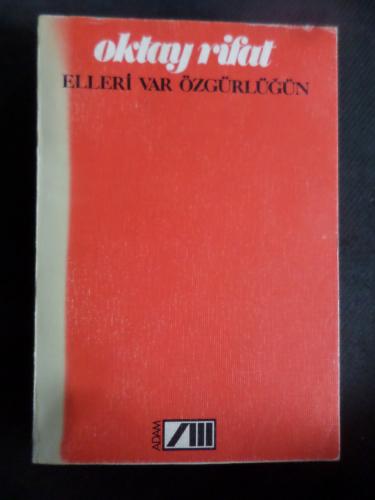 oktay rifat
ELLERİ VAR ÖZGÜRLÜĞÜN
ADAM